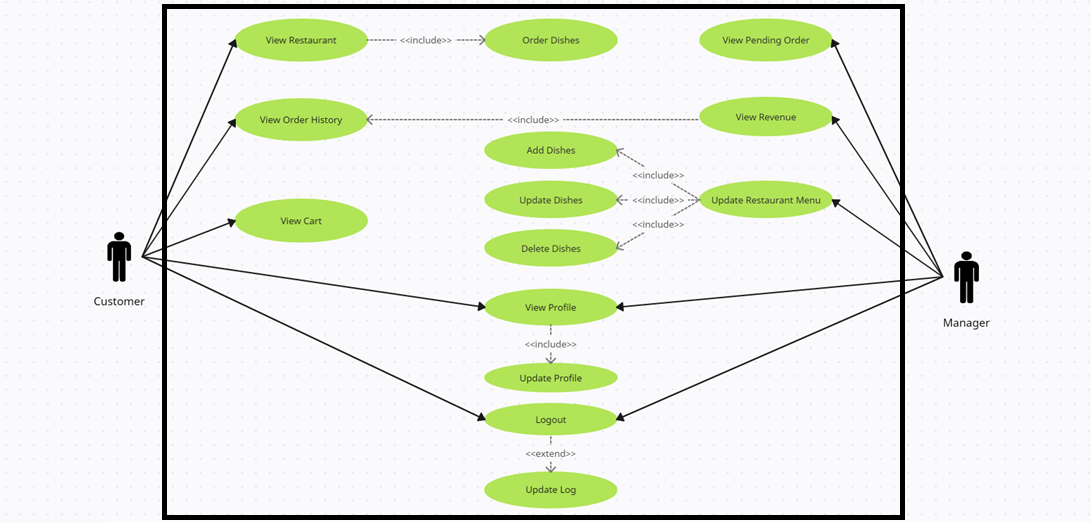 View Restaurant
<<include>>
Order Dishes
View Pending Order
View Order History
<<include>>
View Revenue
Add Dishes
<<include>>
Update Dishes
<<include>>
Update Restaurant Menu
<<include>>
View Cart
Delete Dishes
Customer
View Profile
Manager
<<include>>
Update Profile
Logout
<<extend>>
Update Log